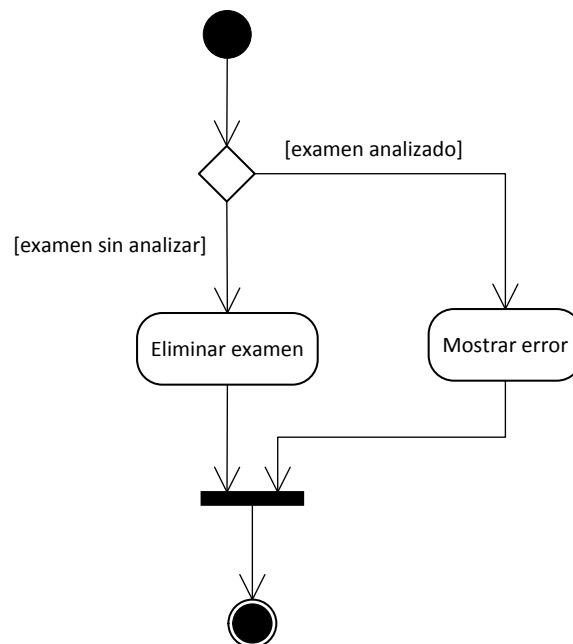 [examen analizado]
[examen sin analizar]
Eliminar examen
Mostrar error